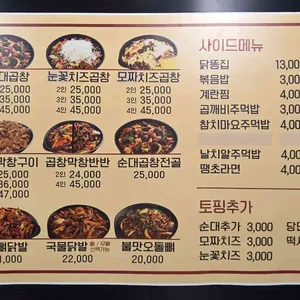 대곱창 눈꽃치즈곱창 모짜치즈곱창
25,000 2인 25,000 2인 25,000
35,000 3인 35,000 3인 35,000
45,000 4인 45,000 4인 45,000
막창구이 곱창막창반반 순대곱창전골
25,000 2인 24,000 25,000
36,000 4인 45,000
47,000
닭발 국물닭발 불맛오돌뼈
22,000 20,000
사이드메뉴
닭똥집 13,000
볶음밥 3,000
계란찜 4,000
곱깨비주먹밥 3,000
참치마요주먹밥 4,000
날치알주먹밥
땡초라면 4,000
토핑추가
순대추가 3,000
모짜치즈 3,000
눈꽃치즈 3,000